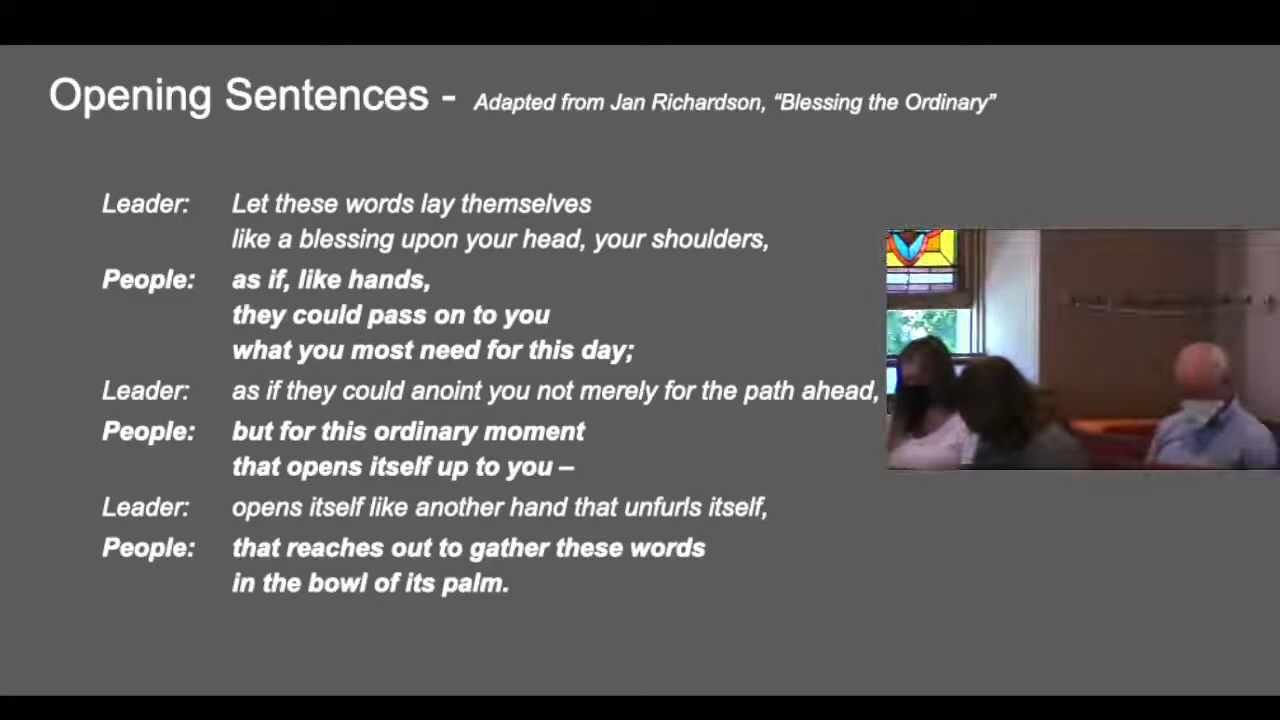 Opening Sentences - Adapted from Jan Richardson, “Blessing the Ordinary”
Leader: Let these words lay themselves
like a blessing upon your head, your shoulders,
People: as if, like hands,
they could pass on to you
what you most need for this day;
Leader: as if they could anoint you not merely for the path ahead,
People: but for this ordinary moment
that opens itself up to you –
Leader: opens itself like another hand that unfurls itself,
People: that reaches out to gather these words
in the bowl of its palm.